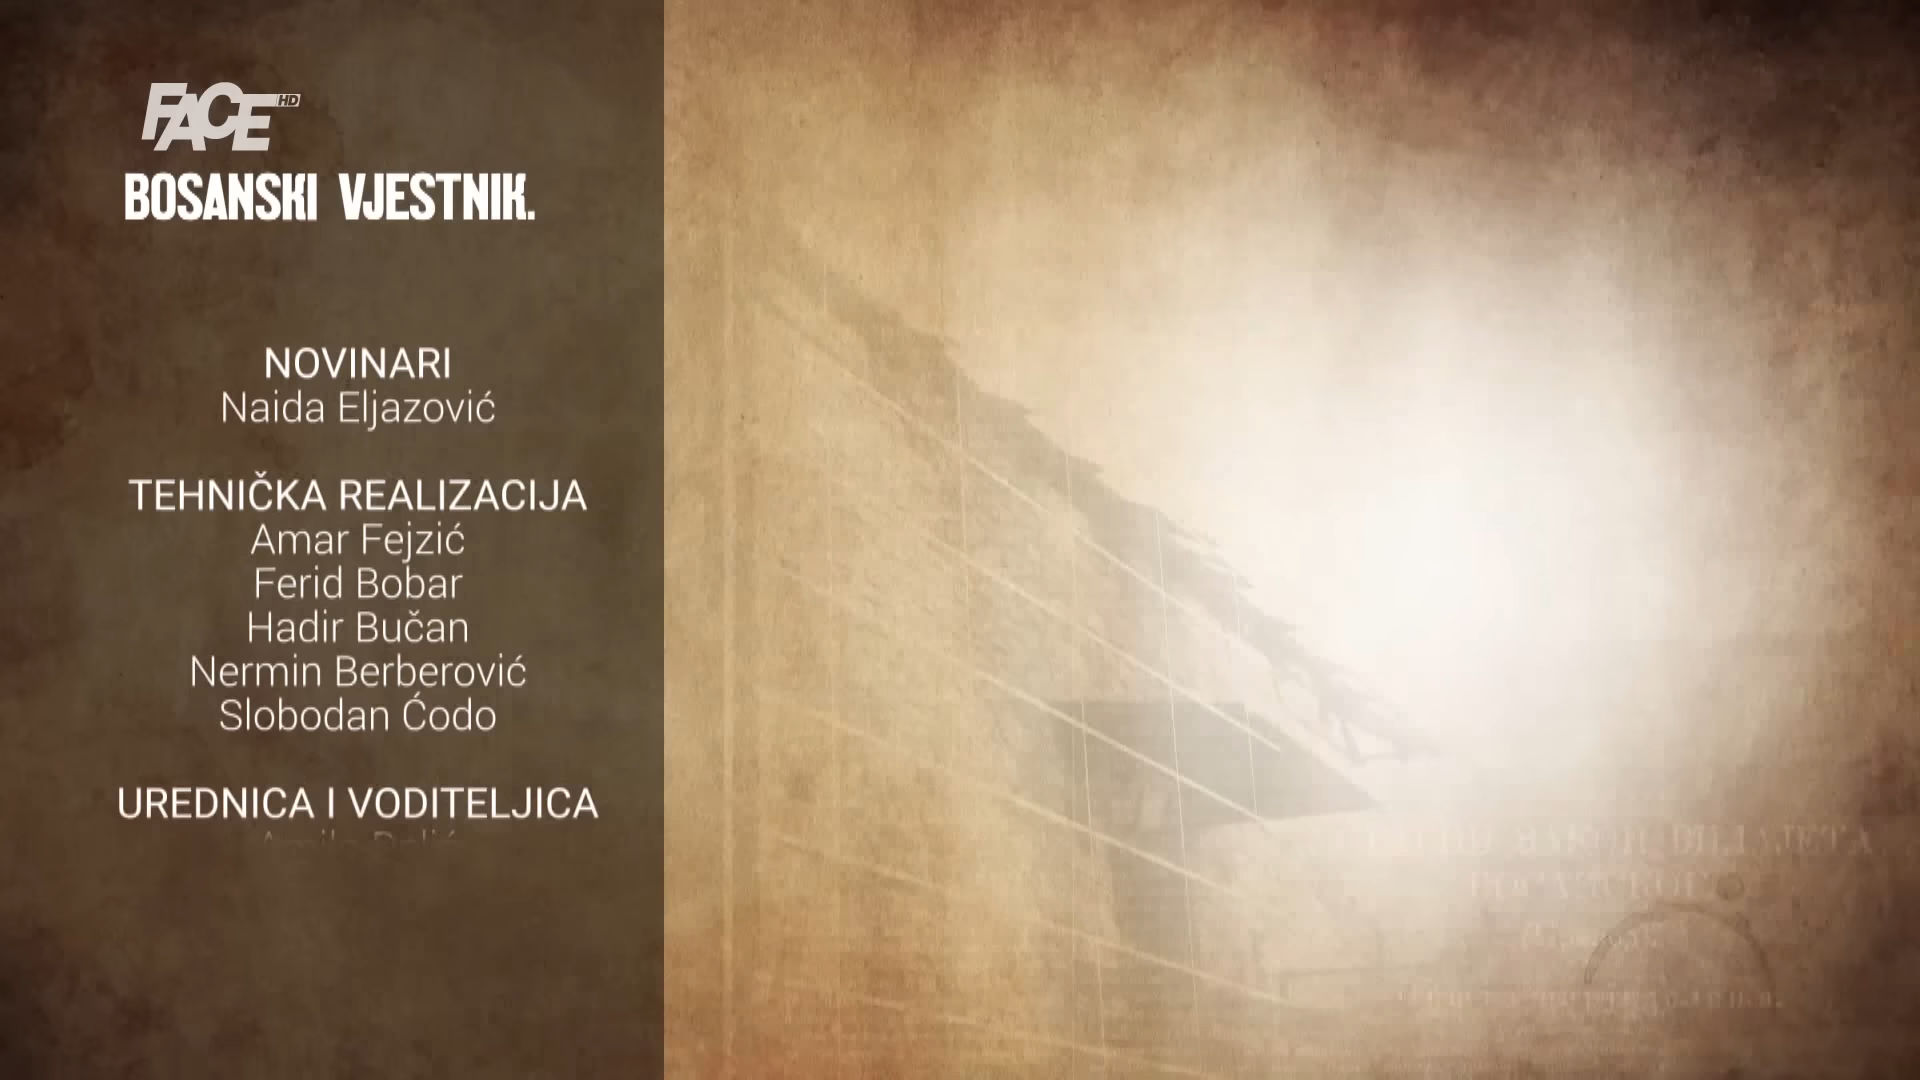 FACE HD
BOSANSKI VJESTNIK.
NOVINARI
Naida Eljazović
TEHNIČKA REALIZACIJA
Amar Fejzić
Ferid Bobar
Hadir Bučan
Nermin Berberović
Slobodan Ćodo
UREDNICA I VODITELJICA